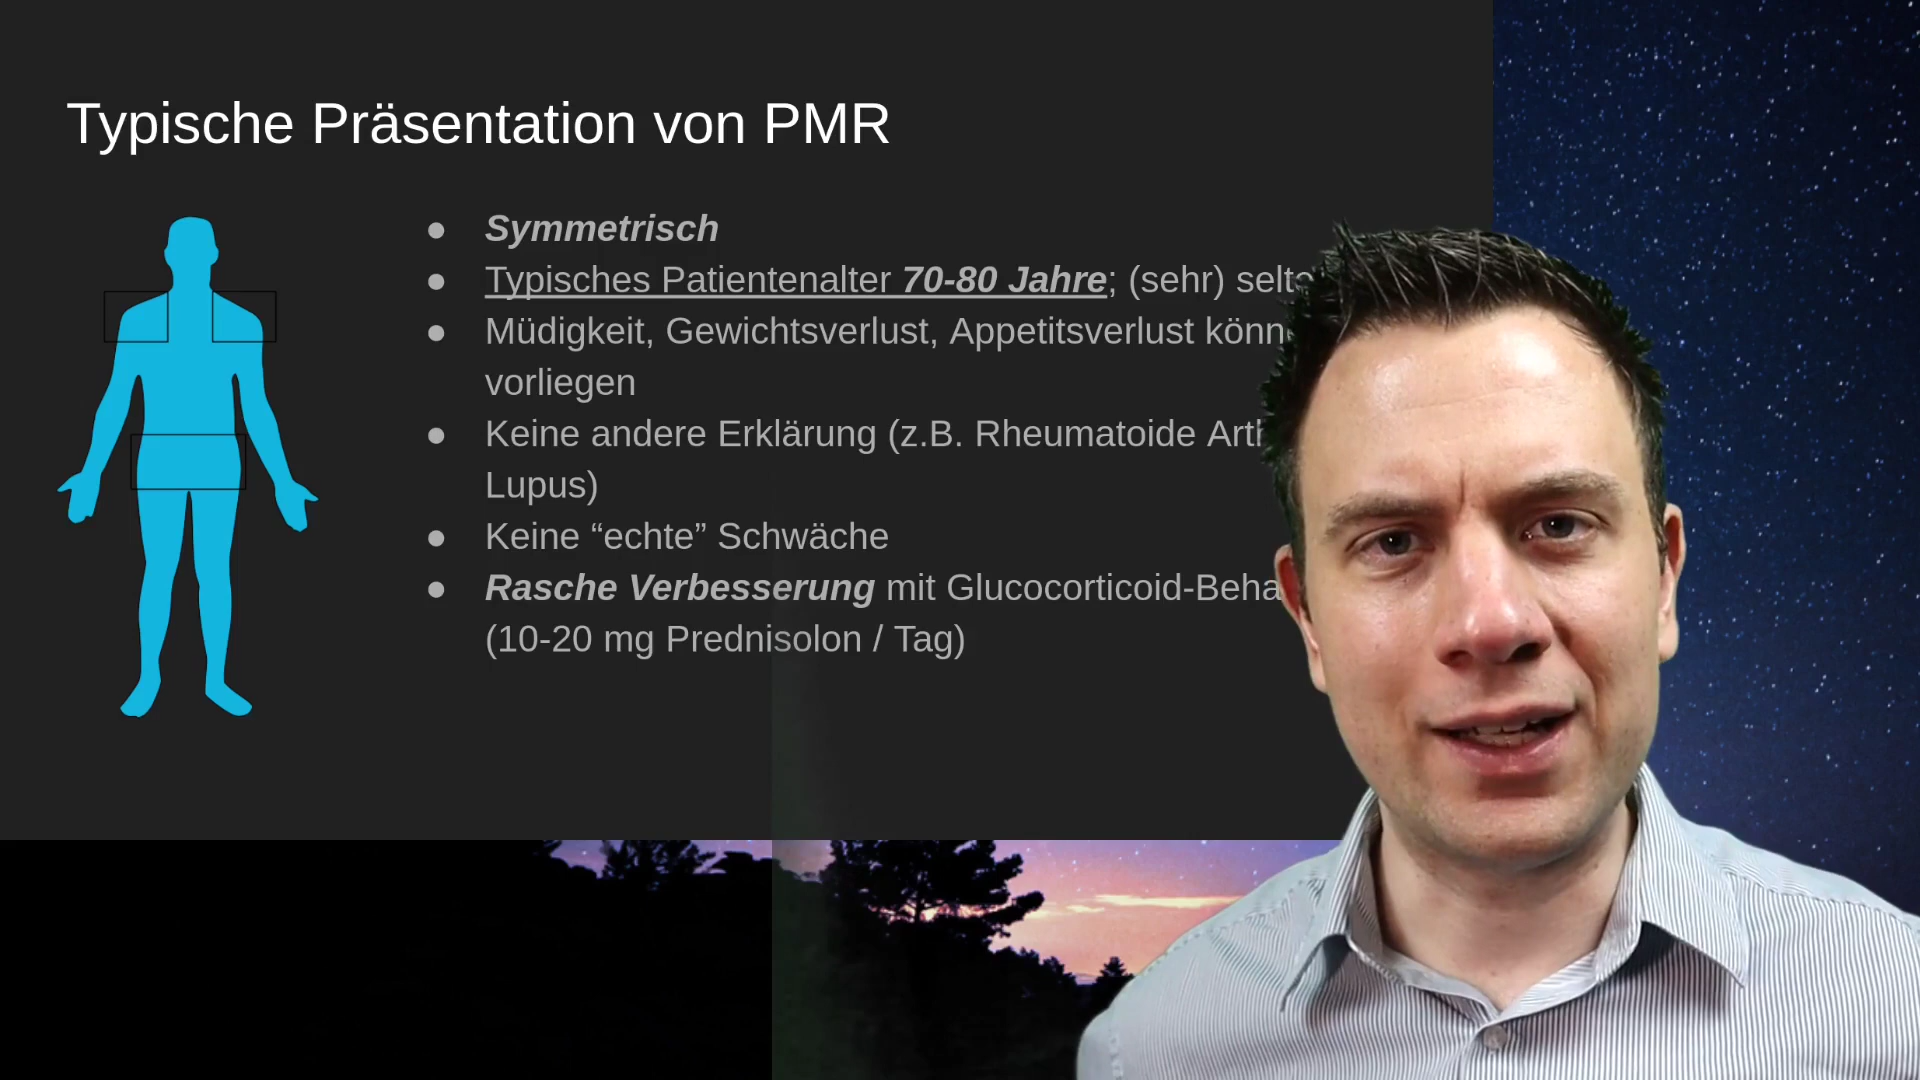 Typische Präsentation von PMR
● Symmetrisch
● Typisches Patientenalter 70-80 Jahre; (sehr)
● Müdigkeit, Gewichtsverlust, Appetitsverlust
vorliegen
● Keine andere Erklärung (z.B. Rheumatoide
Lupus)
● Keine “echte” Schwäche
● Rasche Verbesserung mit
(10-20 mg Prednisolon / Tag)